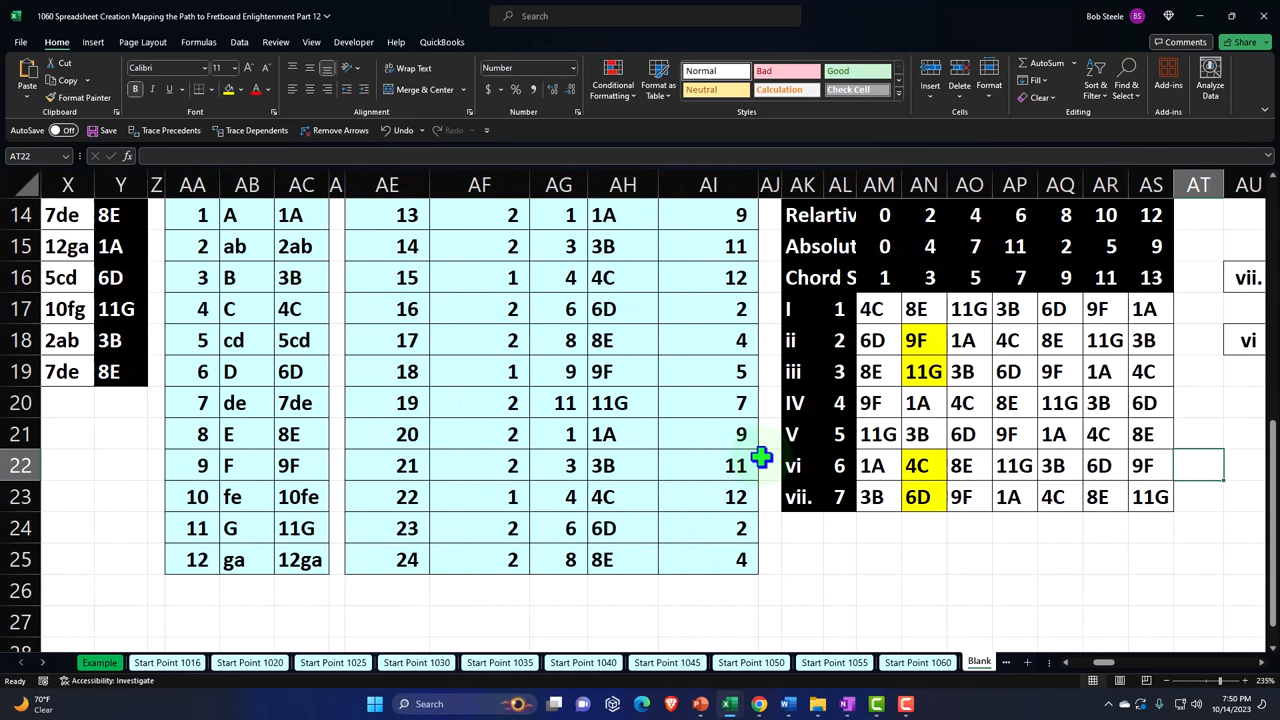 1060 Spreadsheet Creation Mapping the Path to Fretboard Enlightenment Part 12
Search
Bob Steele BS
File Home Insert Page Layout Formulas Data Review View Developer Help QuickBooks Comments Share
Paste Cut Copy Format Painter Clipboard
Calibri 11 B I U Font
Wrap Text Merge & Center Alignment
Number $ % Number
Conditional Formatting Format as Table
Normal Bad Good Neutral Calculation Check Cell Styles
Insert Delete Format Cells
AutoSum Fill Clear Sort & Filter Find & Select Editing
Add-ins Add-ins Analyze Data
AutoSave Off Save Trace Precedents Trace Dependents Remove Arrows Undo Redo
AT22 fx
X Y Z AA AB AC A AE AF AG AH AI AJ AK AL AM AN AO AP AQ AR AS AT AU
14 7de 8E 1 A 1A 13 2 1 1A 9 Relartiv 0 2 4 6 8 10 12
15 12ga 1A 2 ab 2ab 14 2 3 3B 11 Absolut 0 4 7 11 2 5 9
16 5cd 6D 3 B 3B 15 1 4 4C 12 Chord S 1 3 5 7 9 11 13 vii.
17 10fg 11G 4 C 4C 16 2 6 6D 2 I 1 4C 8E 11G 3B 6D 9F 1A
18 2ab 3B 5 cd 5cd 17 2 8 8E 4 ii 2 6D 9F 1A 4C 8E 11G 3B vi
19 7de 8E 6 D 6D 18 1 9 9F 5 iii 3 8E 11G 3B 6D 9F 1A 4C
20 7 de 7de 19 2 11 11G 7 IV 4 9F 1A 4C 8E 11G 3B 6D
21 8 E 8E 20 2 1 1A 9 V 5 11G 3B 6D 9F 1A 4C 8E
22 9 F 9F 21 2 3 3B 11 vi 6 1A 4C 8E 11G 3B 6D 9F
23 10 fe 10fe 22 1 4 4C 12 vii. 7 3B 6D 9F 1A 4C 8E 11G
24 11 G 11G 23 2 6 6D 2
25 12 ga 12ga 24 2 8 8E 4
26
27
28
Example Start Point 1016 Start Point 1020 Start Point 1025 Start Point 1030 Start Point 1035 Start Point 1040 Start Point 1045 Start Point 1050 Start Point 1055 Start Point 1060 Blank
Ready Accessibility: Investigate 235%
70°F
Clear
Search
7:50 PM
10/14/2023